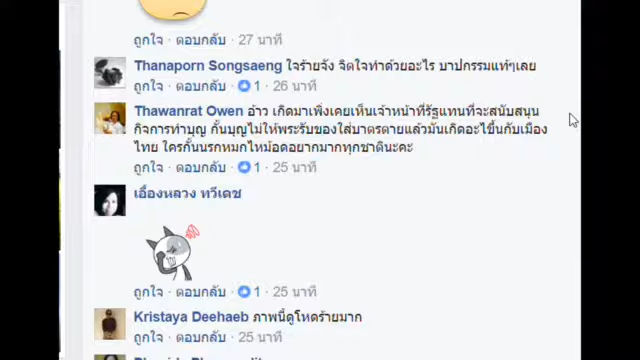 ถูกใจ · ตอบกลับ · 27 นาที
Thanaporn Songsaeng ใจร้ายจัง จิตใจทำด้วยอะไร บาปกรรมแท้ๆเลย
ถูกใจ · ตอบกลับ · 1 · 26 นาที
Thawanrat Owen อ้าว เกิดมาเพิ่งเคยเห็นเจ้าหน้าที่รัฐแทนที่จะสนับสนุน
กิจการทำบุญ กั้นบุญไม่ให้พระรับของใส่บาตรตายแล้วมันเกิดอะไขึ้นกับเมือง
ไทย ใครกั้นนรกหมกไหม้อดอยากมากทุกชาตินะคะ
ถูกใจ · ตอบกลับ · 1 · 25 นาที
เอื้องหลวง ทวีเดช
ถูกใจ · ตอบกลับ · 1 · 25 นาที
Kristaya Deehaeb ภาพนี้ดูโหดร้ายมาก
ถูกใจ · ตอบกลับ · 25 นาที